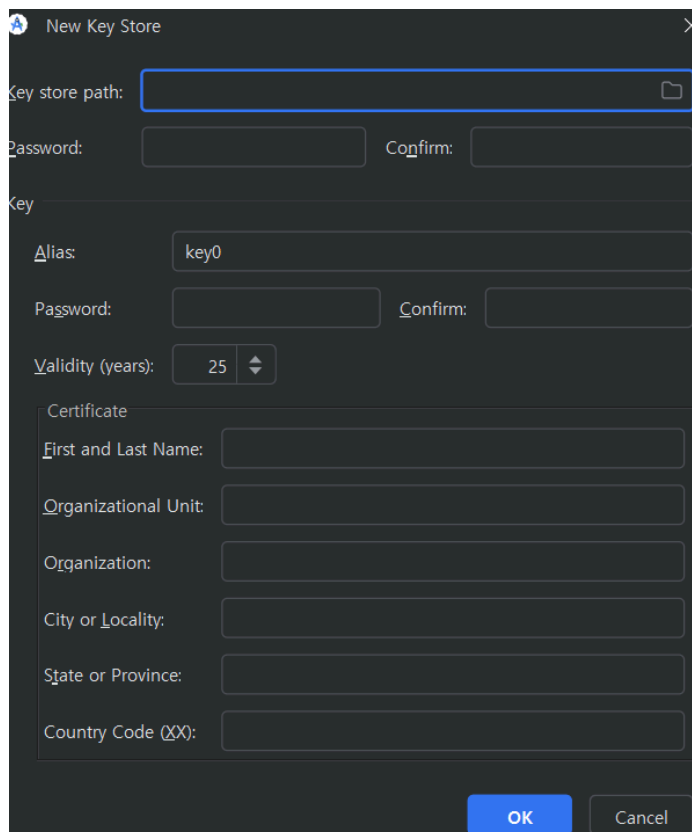 New Key Store
Key store path:
Password: Confirm:
Key
Alias: key0
Password: Confirm:
Validity (years): 25
Certificate
First and Last Name:
Organizational Unit:
Organization:
City or Locality:
State or Province:
Country Code (XX):
OK Cancel